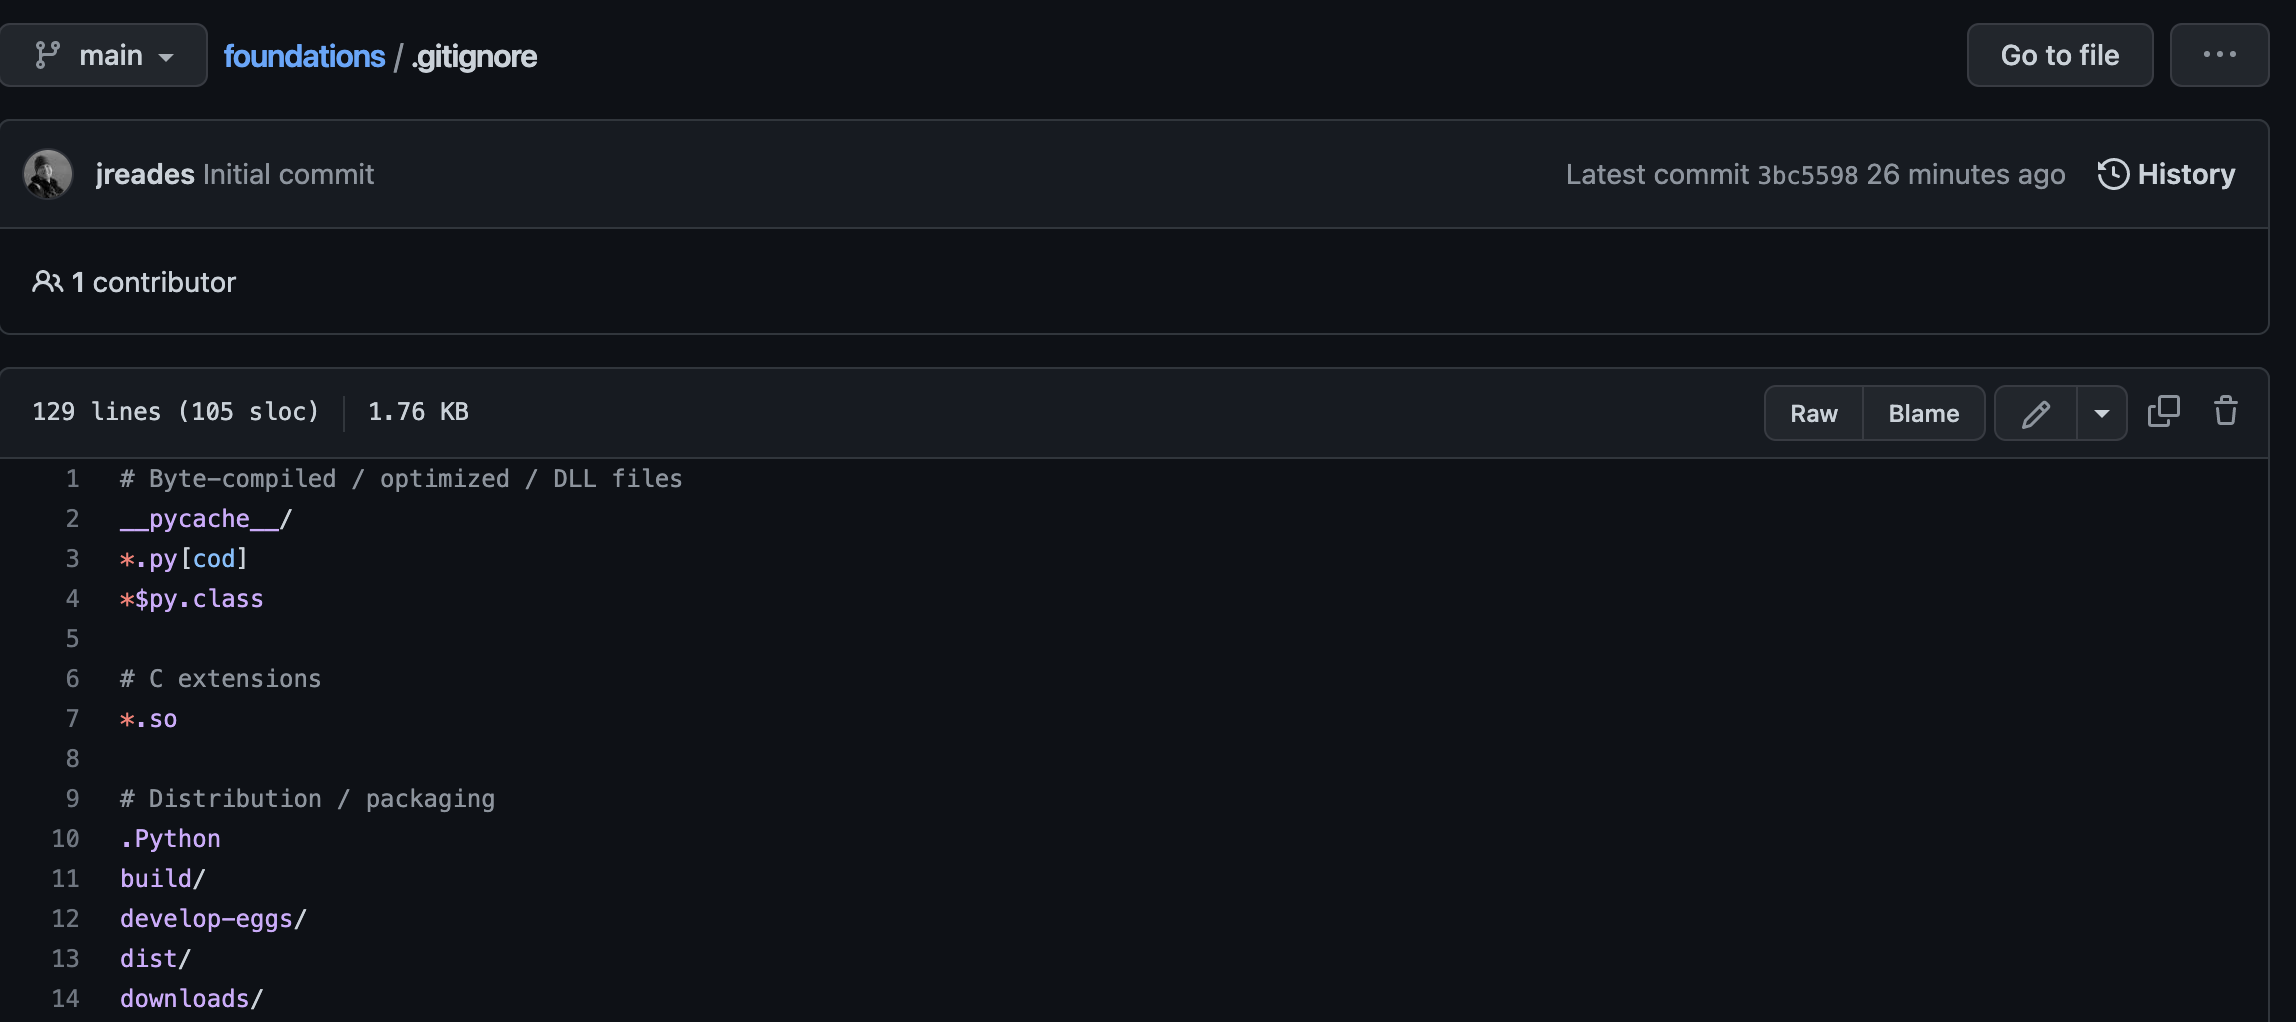 main foundations / .gitignore Go to file ...
jreades Initial commit Latest commit 3bc5598 26 minutes ago History
1 contributor
129 lines (105 sloc) 1.76 KB Raw Blame
1 # Byte-compiled / optimized / DLL files
2 __pycache__/
3 *.py[cod]
4 *$py.class
5
6 # C extensions
7 *.so
8
9 # Distribution / packaging
10 .Python
11 build/
12 develop-eggs/
13 dist/
14 downloads/